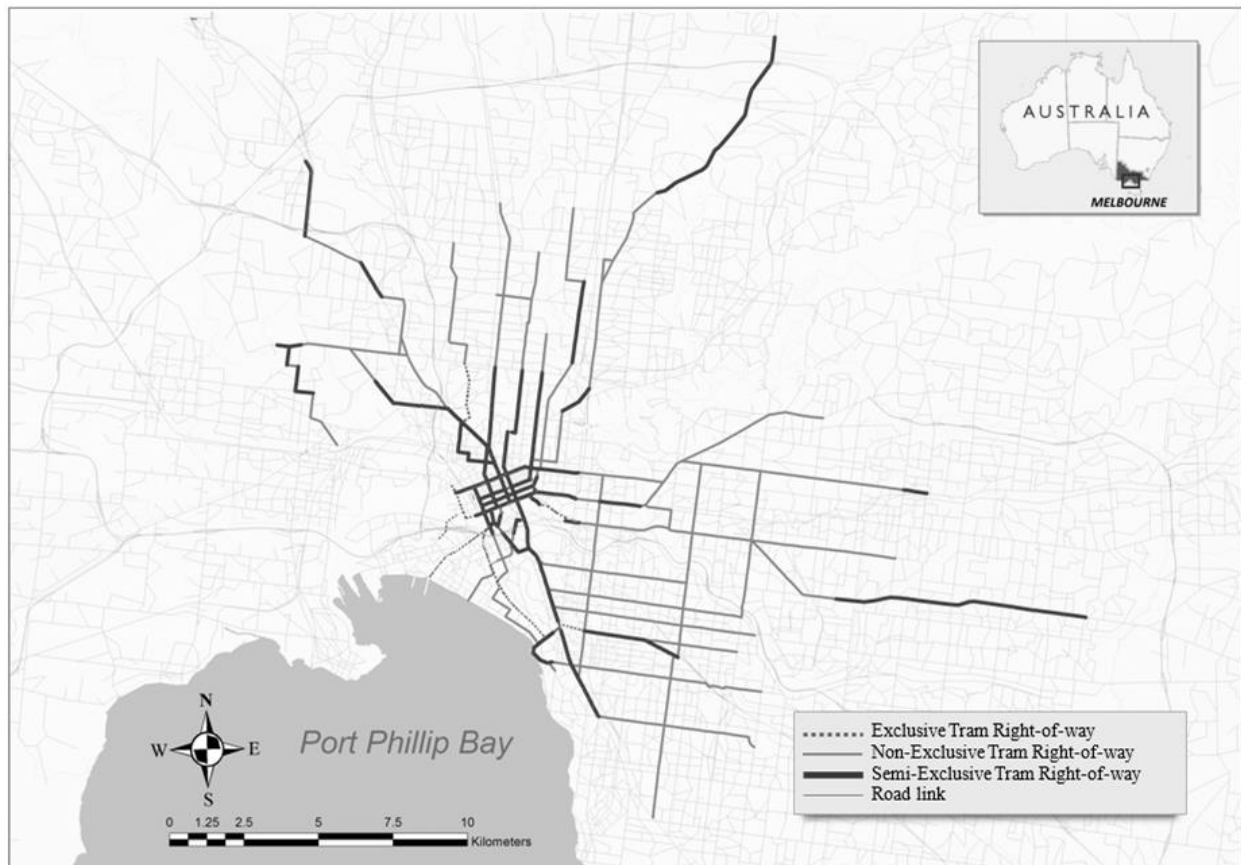 AUSTRALIA
MELBOURNE
N
W E
S
Port Phillip Bay
0 1.25 2.5 5 7.5 10
Kilometers
Exclusive Tram Right-of-way
Non-Exclusive Tram Right-of-way
Semi-Exclusive Tram Right-of-way
Road link